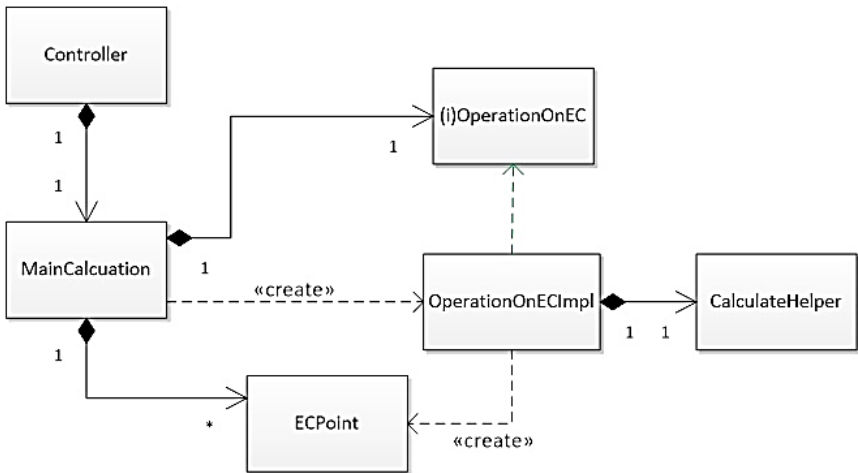 Controller
1
1
(i)OperationOnEC
1
MainCalcuation
1
«create»
OperationOnECImpl
1
1
CalculateHelper
1
*
ECPoint
«create»